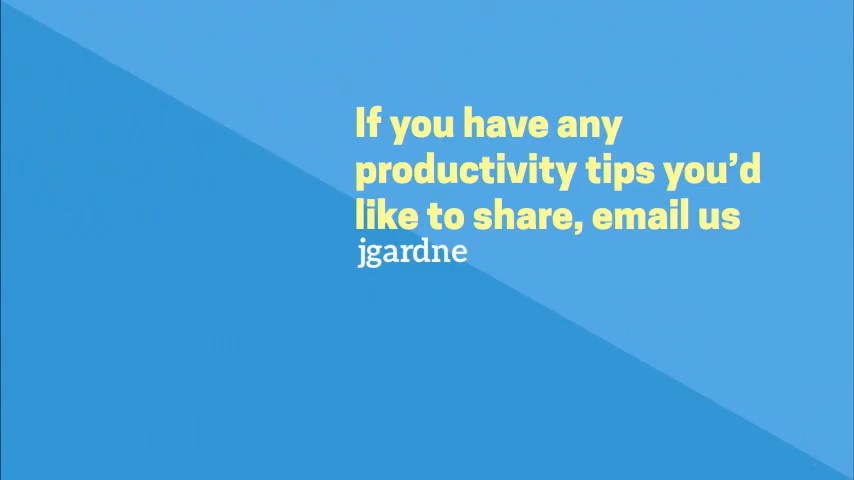 If you have any
productivity tips you’d
like to share, email us
jgardne